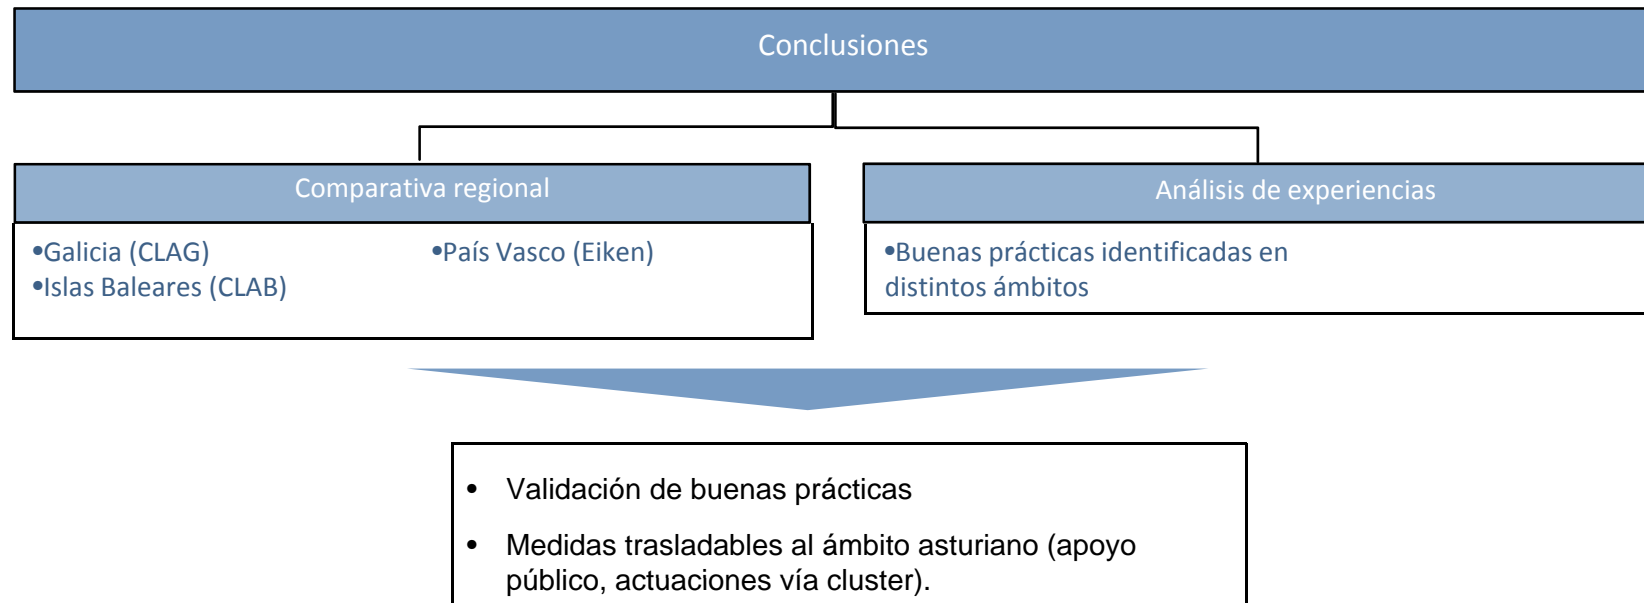 Conclusiones
Comparativa regional
•Galicia (CLAG)
•Islas Baleares (CLAB)
•País Vasco (Eiken)
Análisis de experiencias
•Buenas prácticas identificadas en
distintos ámbitos
• Validación de buenas prácticas
• Medidas trasladables al ámbito asturiano (apoyo
público, actuaciones vía cluster).